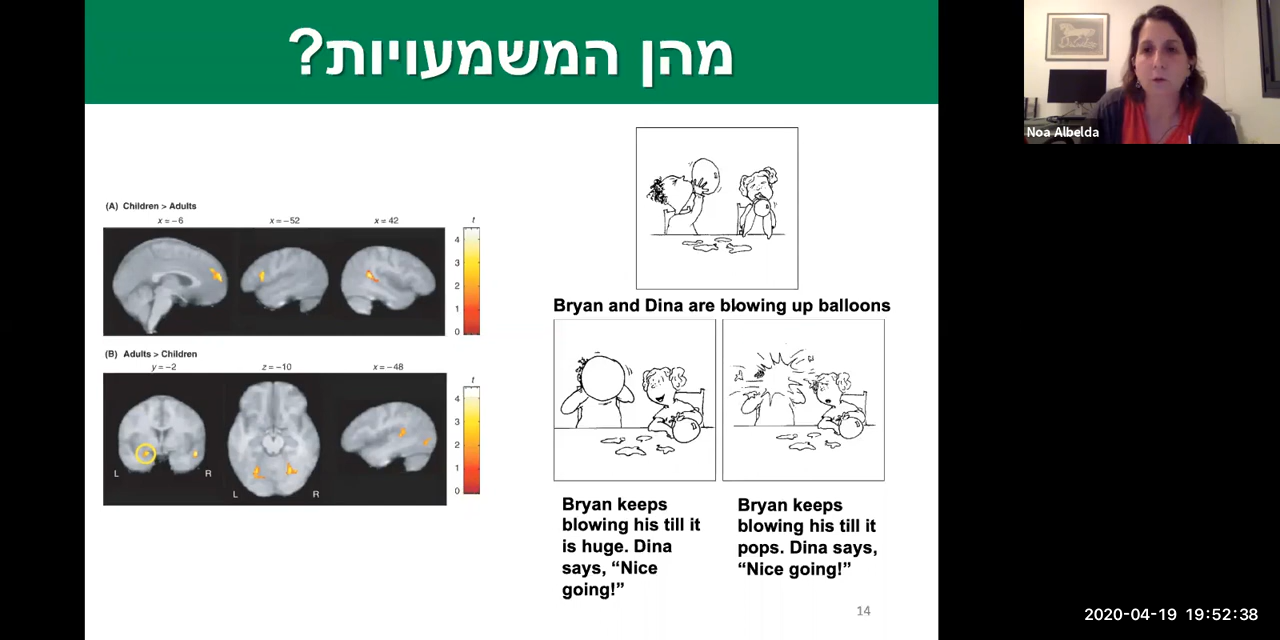 מהן המשמעויות?
Noa Albelda
(A) Children > Adults
x = −6
x = −52
x = 42
t
4
3
2
1
0
(B) Adults > Children
y = −2
z = −10
x = −48
t
4
3
2
1
0
L
R
L
R
Bryan and Dina are blowing up balloons
Bryan keeps
blowing his till it
is huge. Dina
says, “Nice
going!”
Bryan keeps
blowing his till it
pops. Dina says,
“Nice going!”
14
2020-04-19 19:52:38